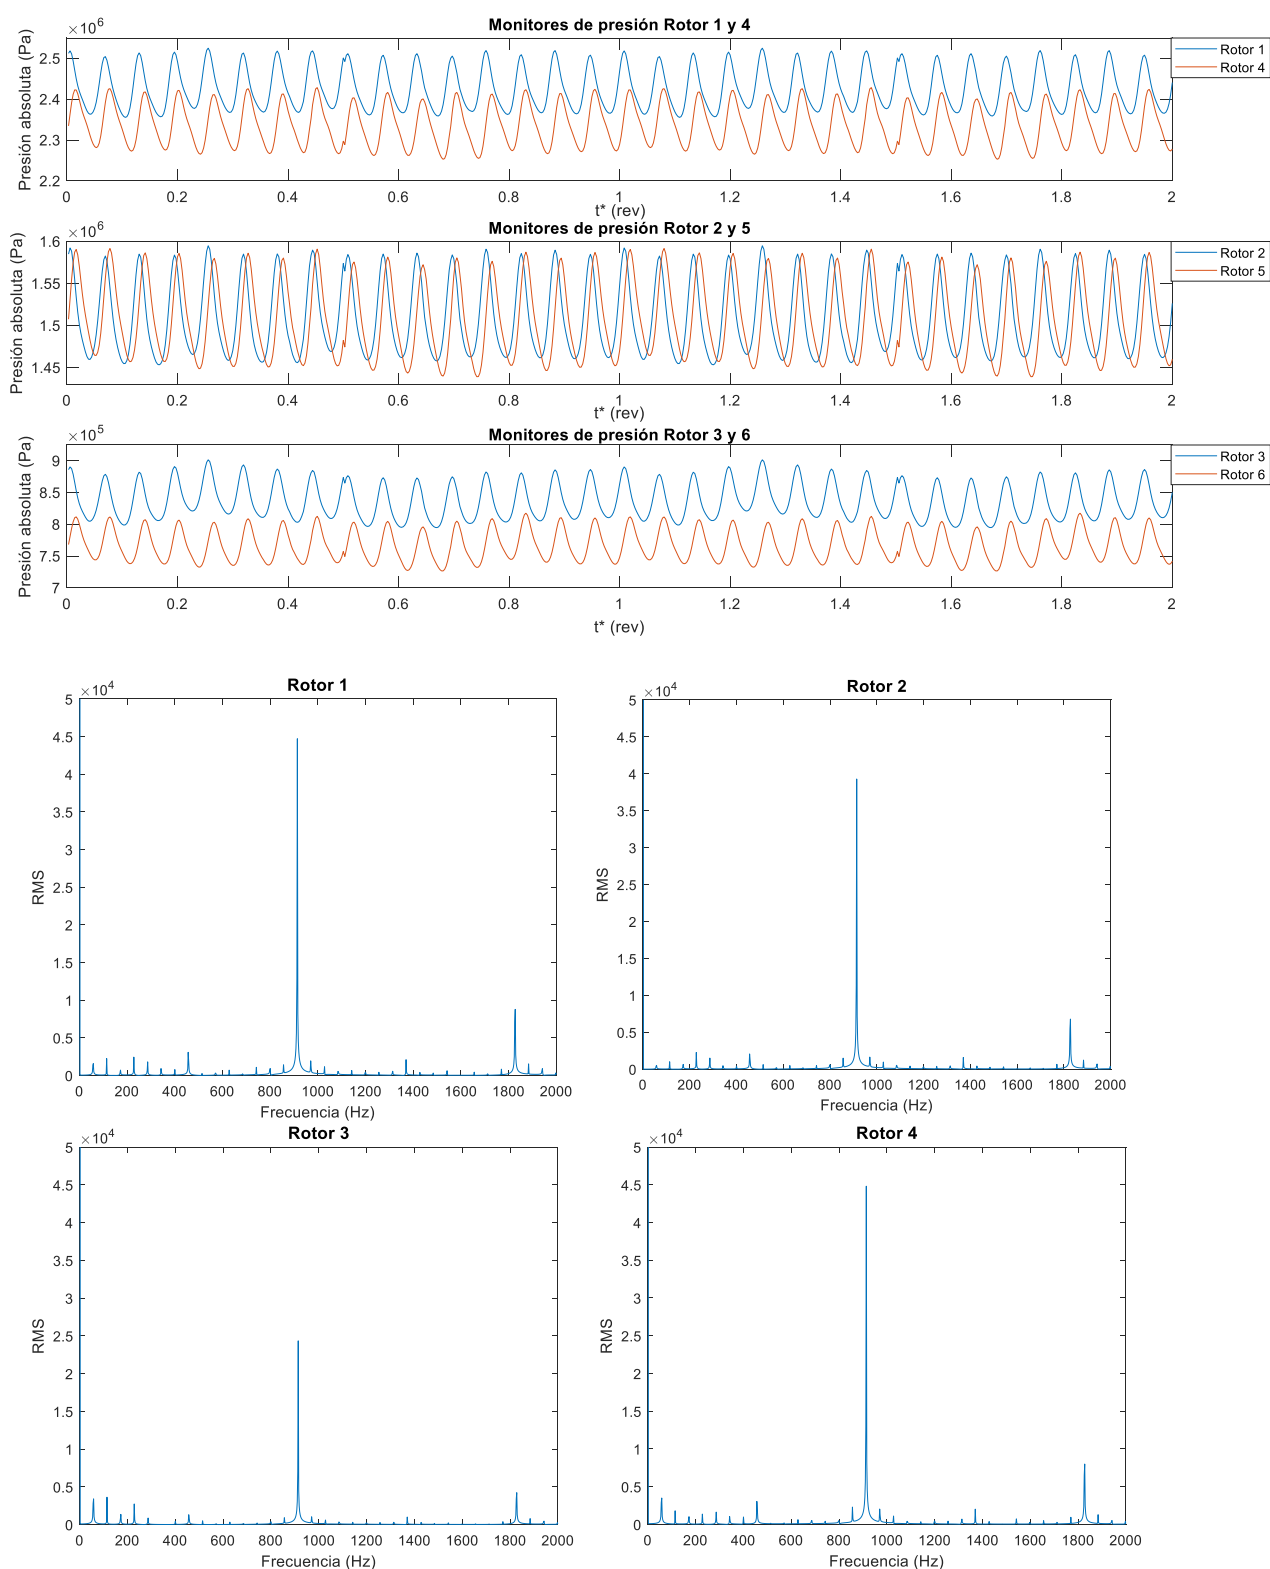 Monitores de presión Rotor 1 y 4
×10⁶
Presión absoluta (Pa)
2.5
2.4
2.3
2.2
0 0.2 0.4 0.6 0.8 1 1.2 1.4 1.6 1.8 2
t* (rev)
Rotor 1
Rotor 4
Monitores de presión Rotor 2 y 5
×10⁶
Presión absoluta (Pa)
1.6
1.55
1.5
1.45
0 0.2 0.4 0.6 0.8 1 1.2 1.4 1.6 1.8 2
t* (rev)
Rotor 2
Rotor 5
Monitores de presión Rotor 3 y 6
×10⁵
Presión absoluta (Pa)
9
8.5
8
7.5
7
0 0.2 0.4 0.6 0.8 1 1.2 1.4 1.6 1.8 2
t* (rev)
Rotor 3
Rotor 6
Rotor 1
×10⁴
RMS
5
4.5
4
3.5
3
2.5
2
1.5
1
0.5
0
0 200 400 600 800 1000 1200 1400 1600 1800 2000
Frecuencia (Hz)
Rotor 2
×10⁴
RMS
5
4.5
4
3.5
3
2.5
2
1.5
1
0.5
0
0 200 400 600 800 1000 1200 1400 1600 1800 2000
Frecuencia (Hz)
Rotor 3
×10⁴
RMS
5
4.5
4
3.5
3
2.5
2
1.5
1
0.5
0
0 200 400 600 800 1000 1200 1400 1600 1800 2000
Frecuencia (Hz)
Rotor 4
×10⁴
RMS
5
4.5
4
3.5
3
2.5
2
1.5
1
0.5
0
0 200 400 600 800 1000 1200 1400 1600 1800 2000
Frecuencia (Hz)